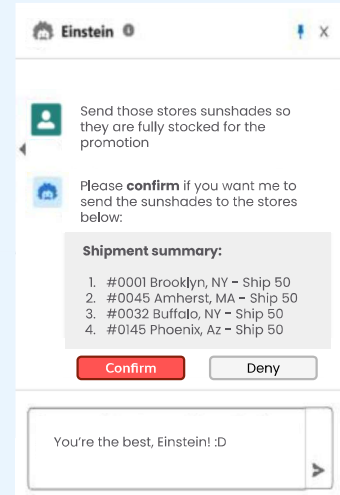 Einstein
X
Send those stores sunshades so
they are fully stocked for the
promotion
Please confirm if you want me to
send the sunshades to the stores
below:
Shipment summary:
1. #0001 Brooklyn, NY - Ship 50
2. #0045 Amherst, MA - Ship 50
3. #0032 Buffalo, NY - Ship 50
4. #0145 Phoenix, Az - Ship 50
Confirm
Deny
You're the best, Einstein! :D